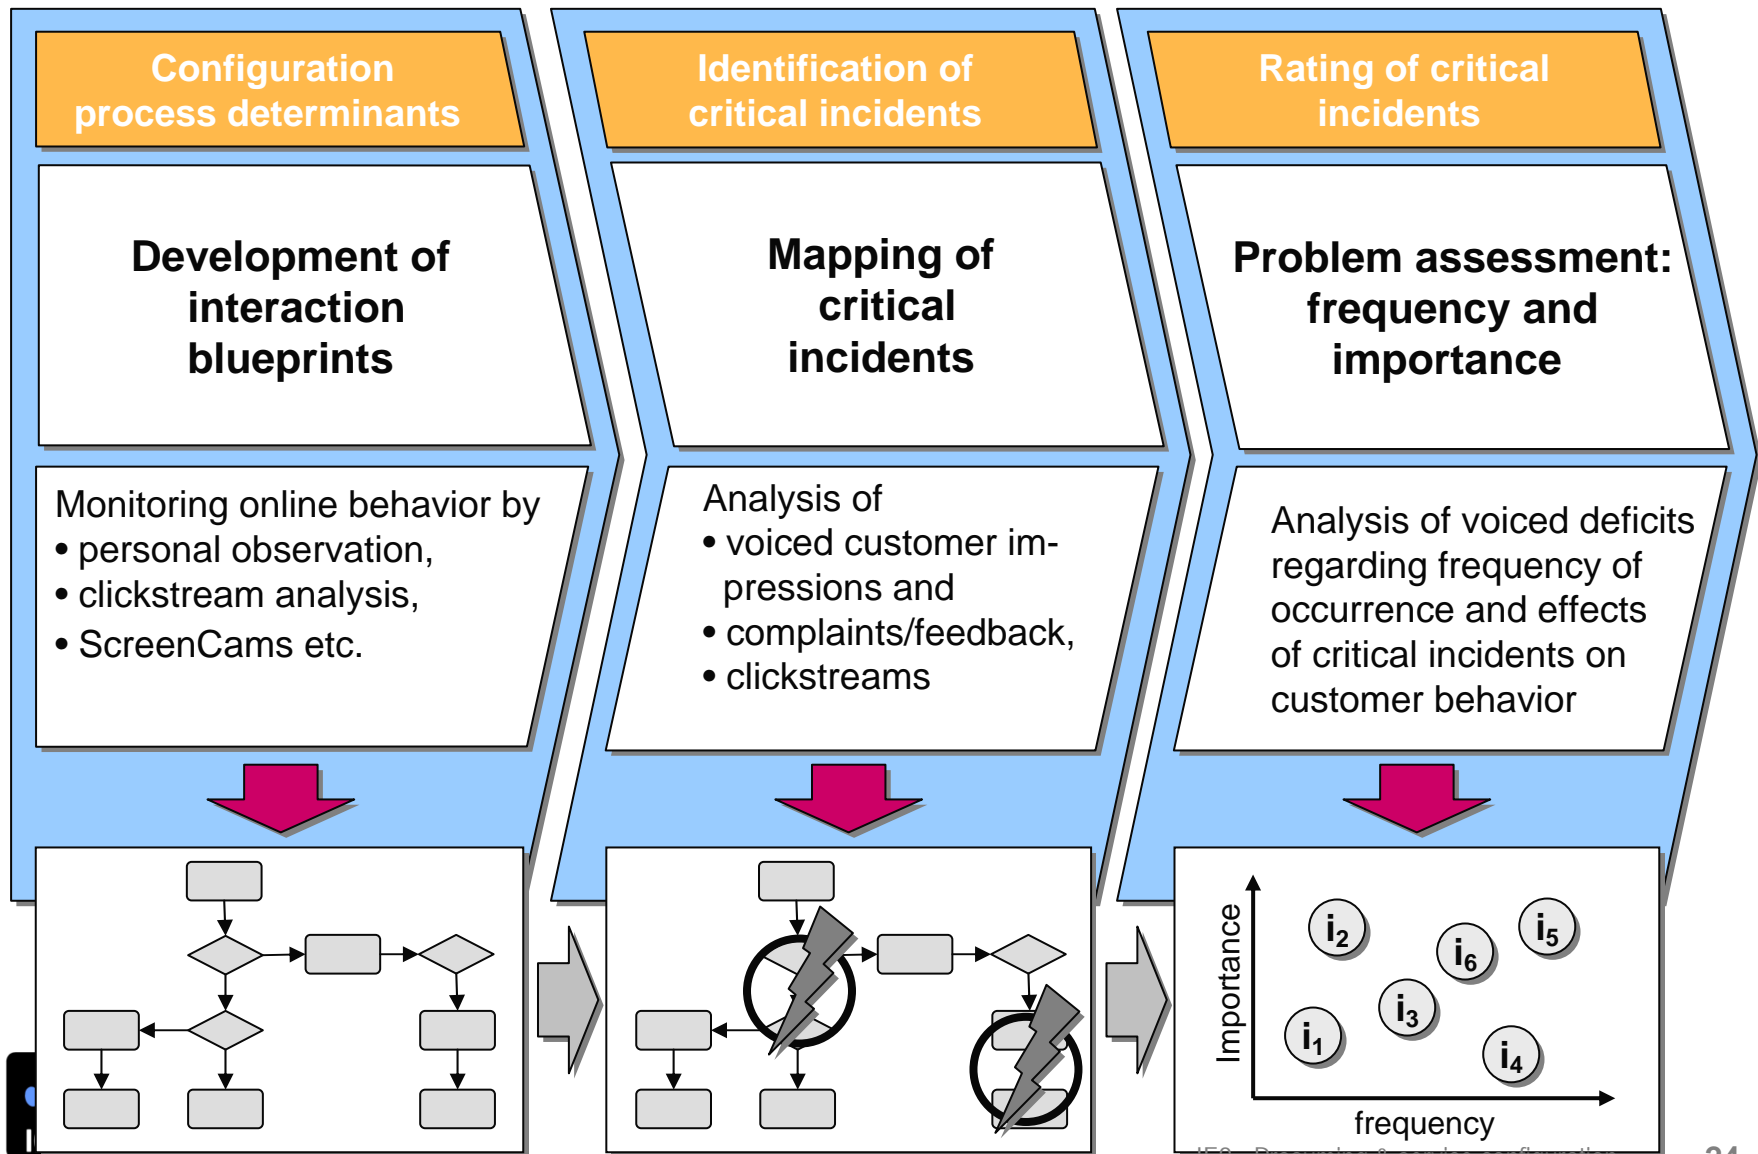 Configuration
process determinants
Identification of
critical incidents
Rating of critical
incidents
Development of
interaction
blueprints
Mapping of
critical
incidents
Problem assessment:
frequency and
importance
Monitoring online behavior by
• personal observation,
• clickstream analysis,
• ScreenCams etc.
Analysis of
• voiced customer im-
pressions and
• complaints/feedback,
• clickstreams
Analysis of voiced deficits
regarding frequency of
occurrence and effects
of critical incidents on
customer behavior
Importance
i2
i5
i6
i3
i1
i4
frequency